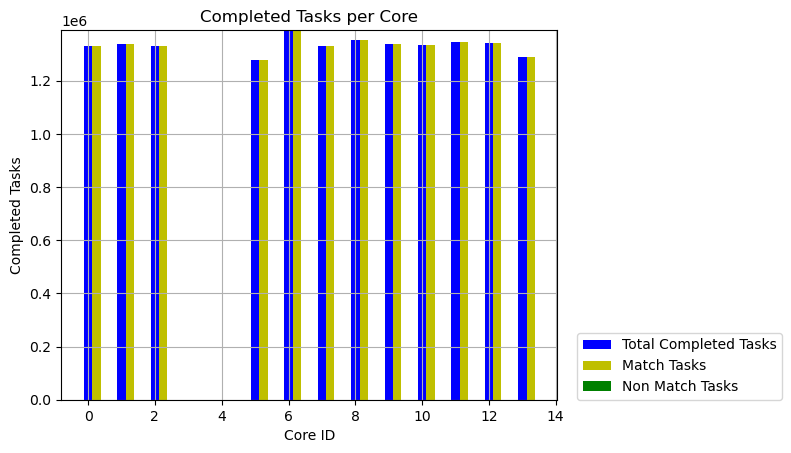 Completed Tasks per Core
1e6
1.2
1.0
0.8
0.6
0.4
0.2
0.0
Completed Tasks
0 2 4 6 8 10 12 14
Core ID
Total Completed Tasks
Match Tasks
Non Match Tasks